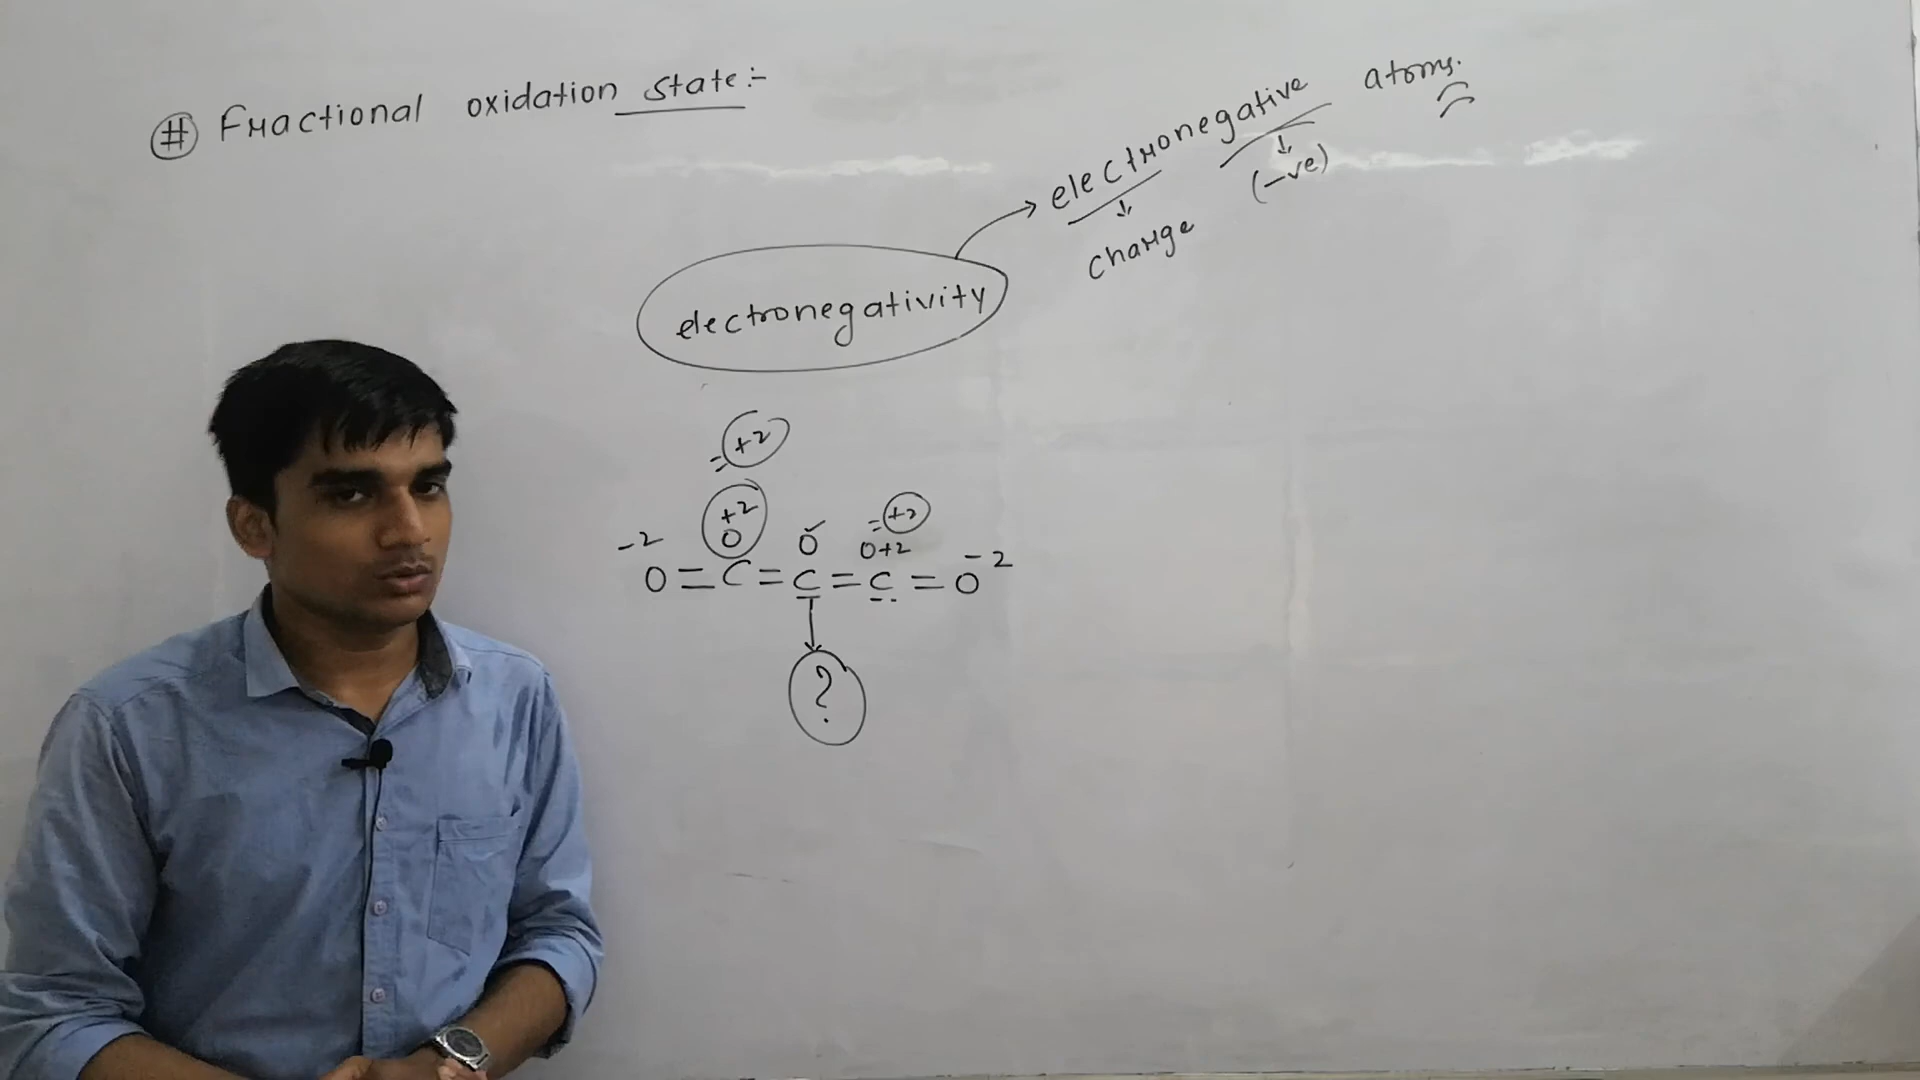 # Fractional oxidation state:-
electronegative atoms.
(-ve)
charge
electronegativity
=+2
+2 =+2
-2 0 0 0+2 -2
O=C=C=C=O
?